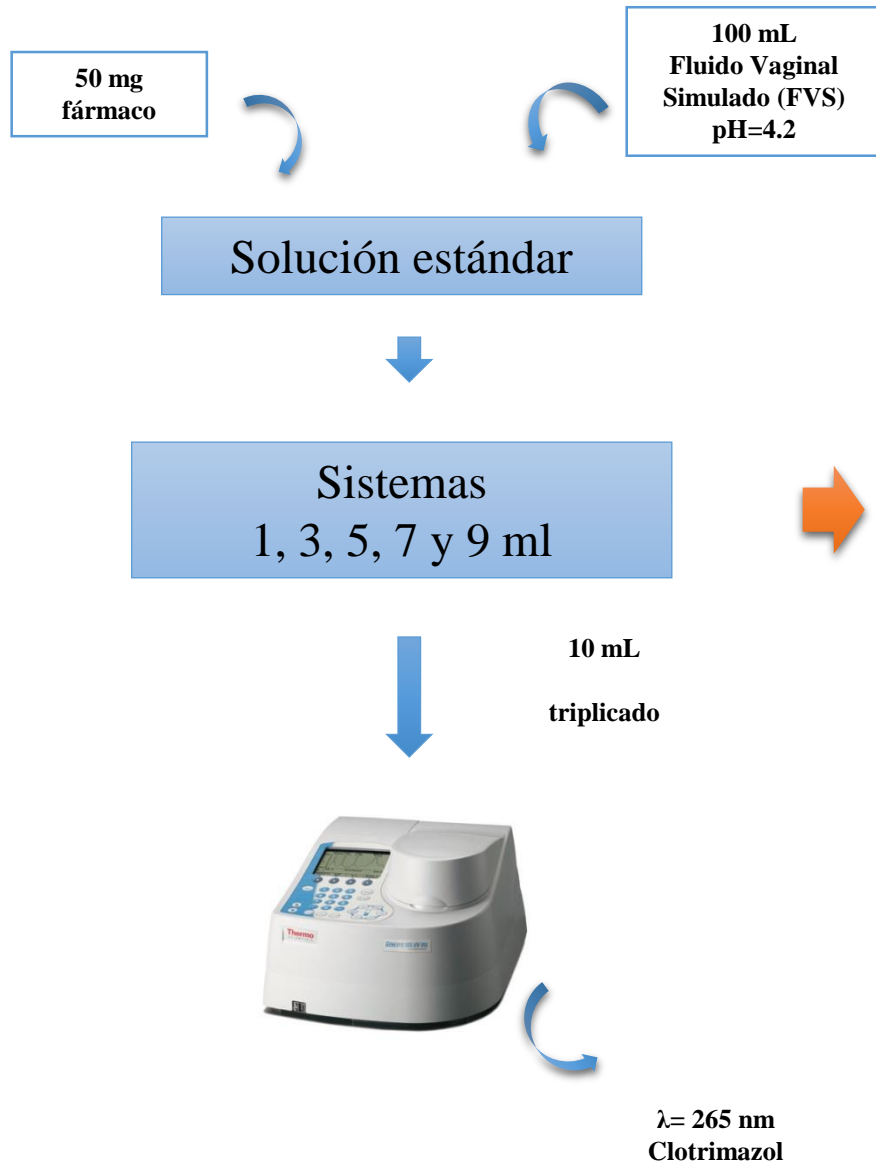 50 mg
fármaco
100 mL
Fluido Vaginal
Simulado (FVS)
pH=4.2
Solución estándar
Sistemas
1, 3, 5, 7 y 9 ml
10 mL
triplicado
Thermo
λ= 265 nm
Clotrimazol